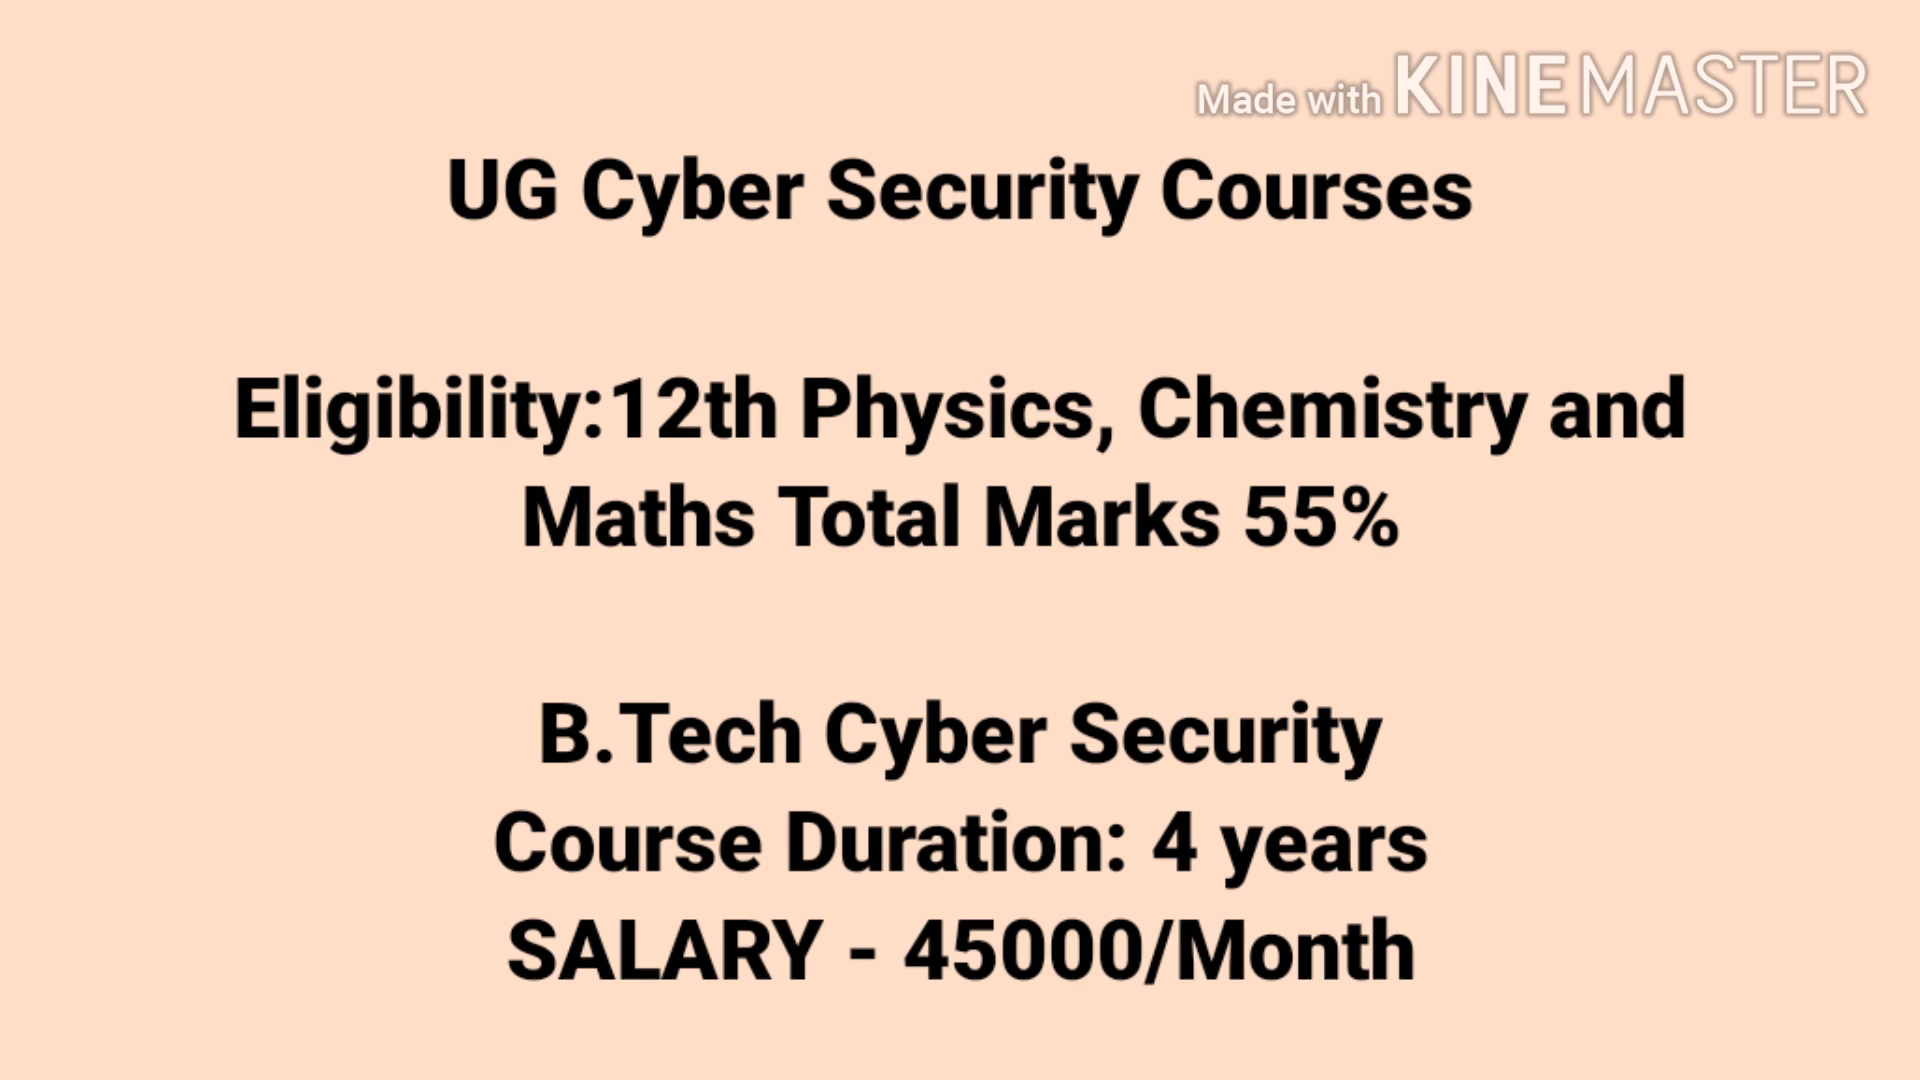 Made with KINEMASTER
UG Cyber Security Courses
Eligibility:12th Physics, Chemistry and
Maths Total Marks 55%
B.Tech Cyber Security
Course Duration: 4 years
SALARY - 45000/Month